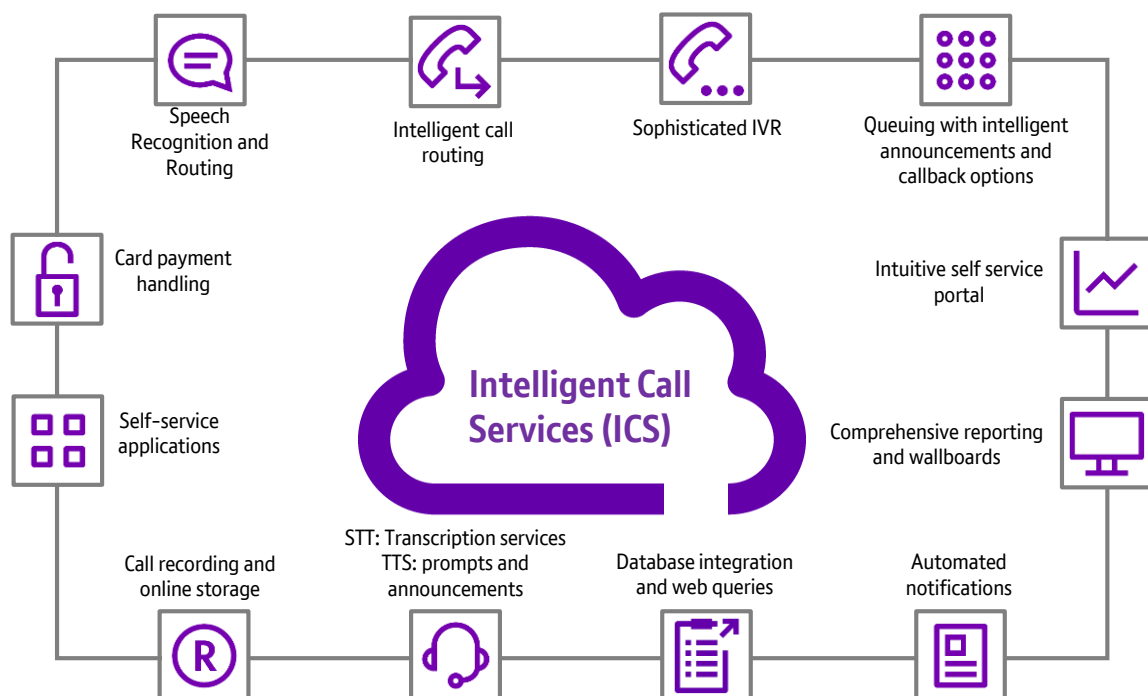 Speech
Recognition and
Routing
Intelligent call
routing
Sophisticated IVR
Queuing with intelligent
announcements and
callback options
Card payment
handling
Intuitive self service
portal
Intelligent Call
Services (ICS)
Self-service
applications
Comprehensive reporting
and wallboards
Call recording and
online storage
STT: Transcription services
TTS: prompts and
announcements
Database integration
and web queries
Automated
notifications
R